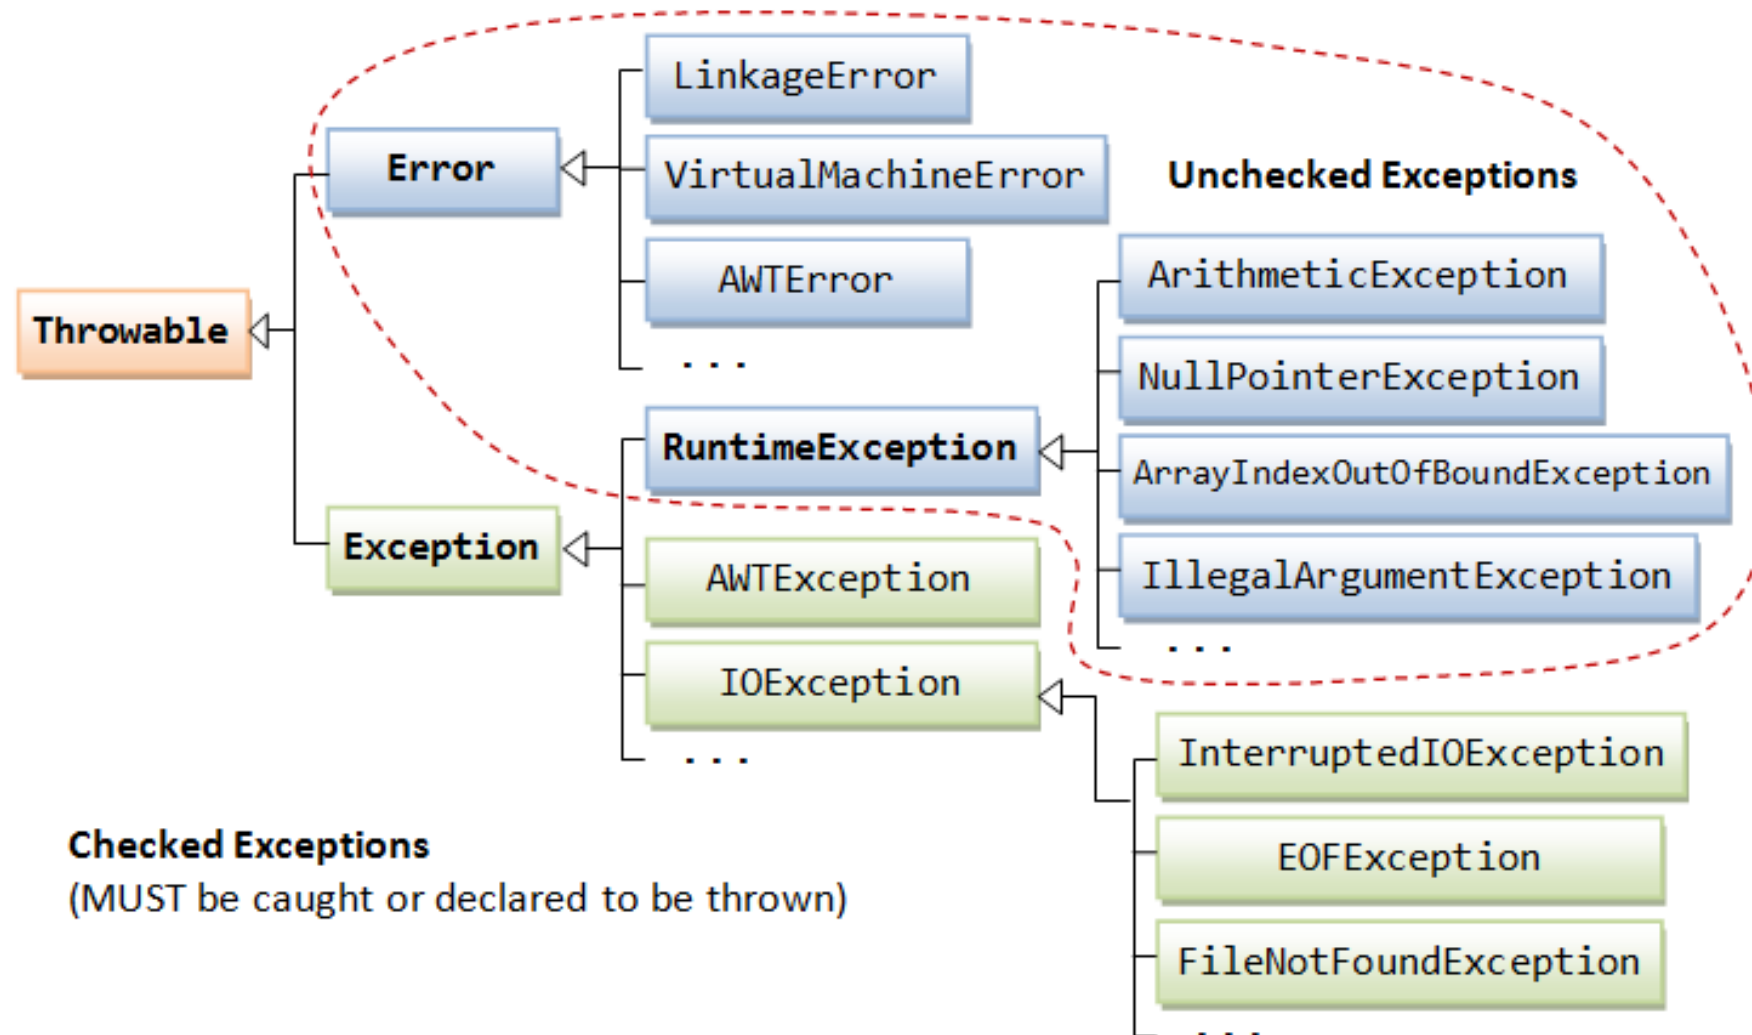 LinkageError
Error
VirtualMachineError
Unchecked Exceptions
AWTError
ArithmeticException
Throwable
...
NullPointerException
RuntimeException
ArrayIndexOutOfBoundException
Exception
AWTException
IllegalArgumentException
...
IOException
...
InterruptedIOException
Checked Exceptions
(MUST be caught or declared to be thrown)
EOFException
FileNotFoundException
...